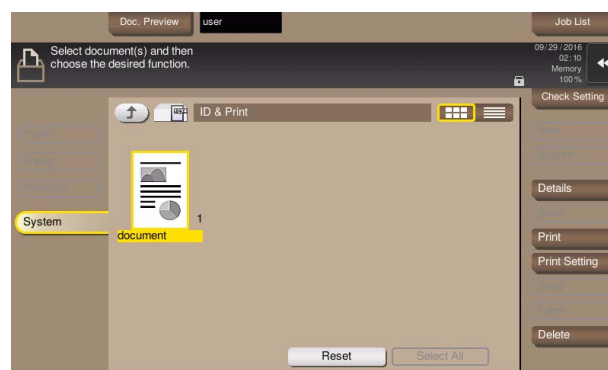 Doc. Preview
user
Job List
Select document(s) and then
choose the desired function.
09/29/2016
02:10
Memory
100%
Check Setting
ID & Print
Details
System
1
document
Print
Print Setting
Delete
Reset
Select All